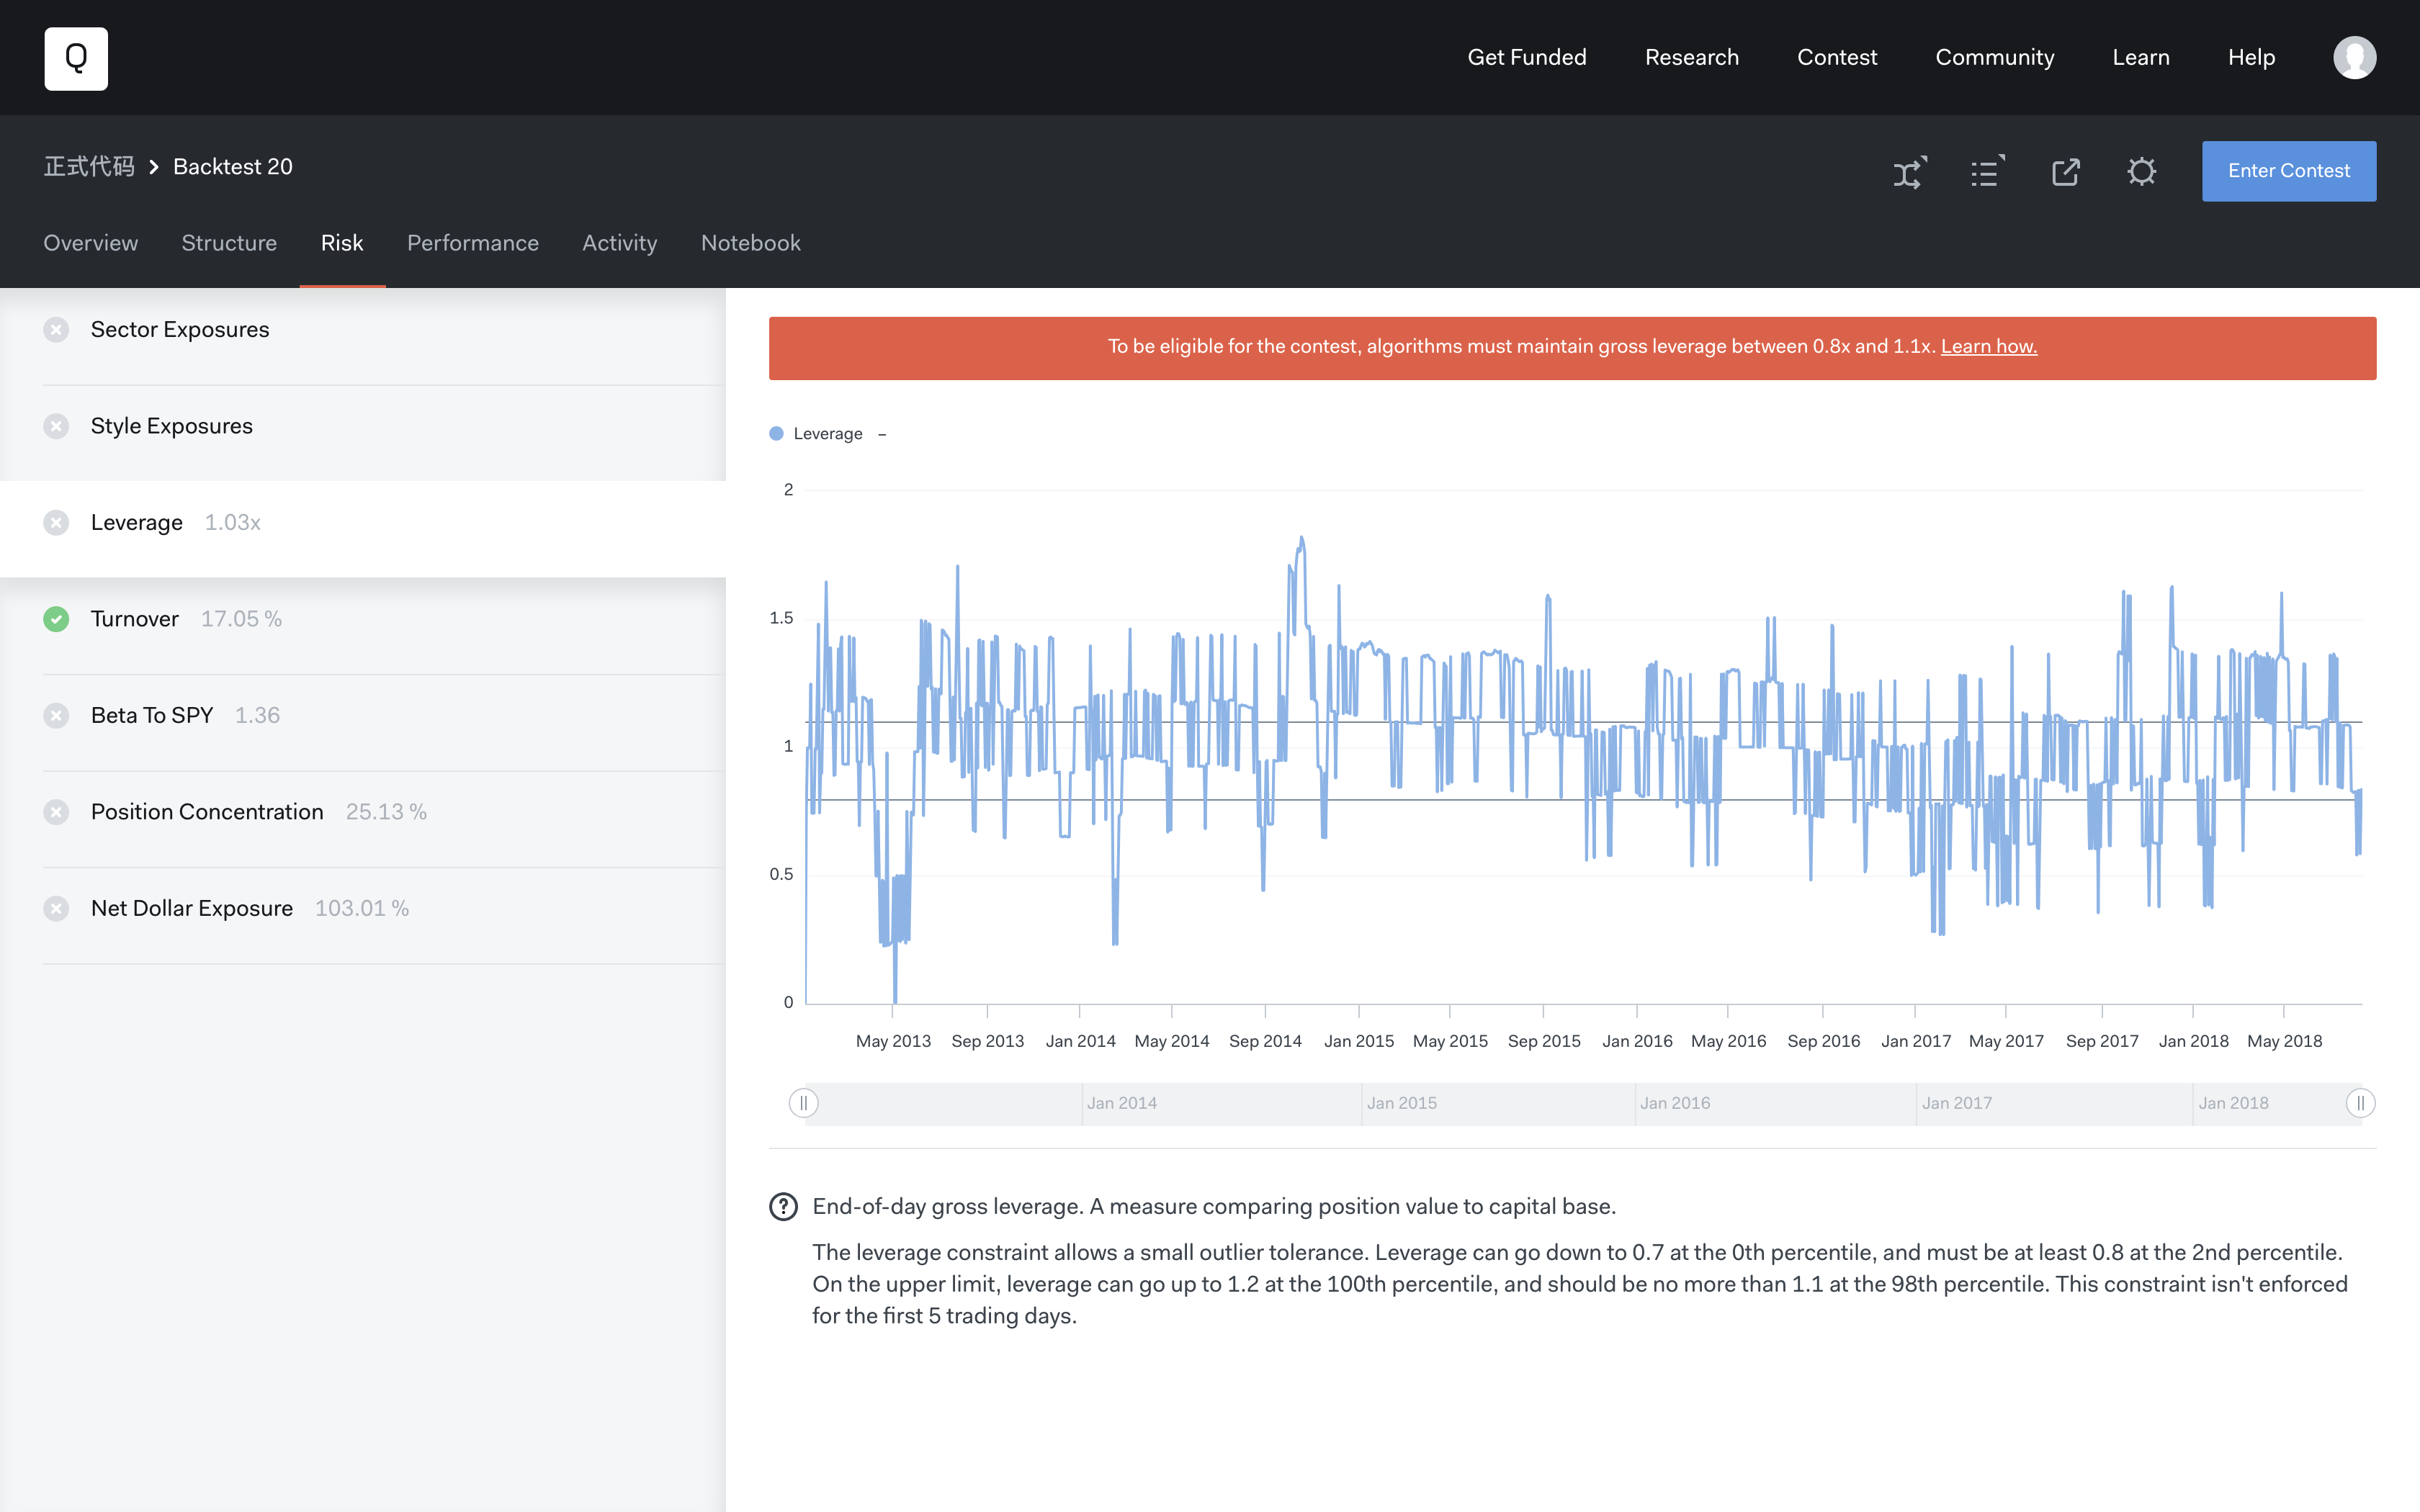 Q
Get Funded
Research
Contest
Community
Learn
Help
正式代码 > Backtest 20
Enter Contest
Overview
Structure
Risk
Performance
Activity
Notebook
Sector Exposures
Style Exposures
Leverage 1.03x
Turnover 17.05 %
Beta To SPY 1.36
Position Concentration 25.13 %
Net Dollar Exposure 103.01 %
To be eligible for the contest, algorithms must maintain gross leverage between 0.8x and 1.1x. Learn how.
Leverage –
2
1.5
1
0.5
0
May 2013
Sep 2013
Jan 2014
May 2014
Sep 2014
Jan 2015
May 2015
Sep 2015
Jan 2016
May 2016
Sep 2016
Jan 2017
May 2017
Sep 2017
Jan 2018
May 2018
Jan 2014
Jan 2015
Jan 2016
Jan 2017
Jan 2018
? End-of-day gross leverage. A measure comparing position value to capital base.
The leverage constraint allows a small outlier tolerance. Leverage can go down to 0.7 at the 0th percentile, and must be at least 0.8 at the 2nd percentile.
On the upper limit, leverage can go up to 1.2 at the 100th percentile, and should be no more than 1.1 at the 98th percentile. This constraint isn't enforced
for the first 5 trading days.